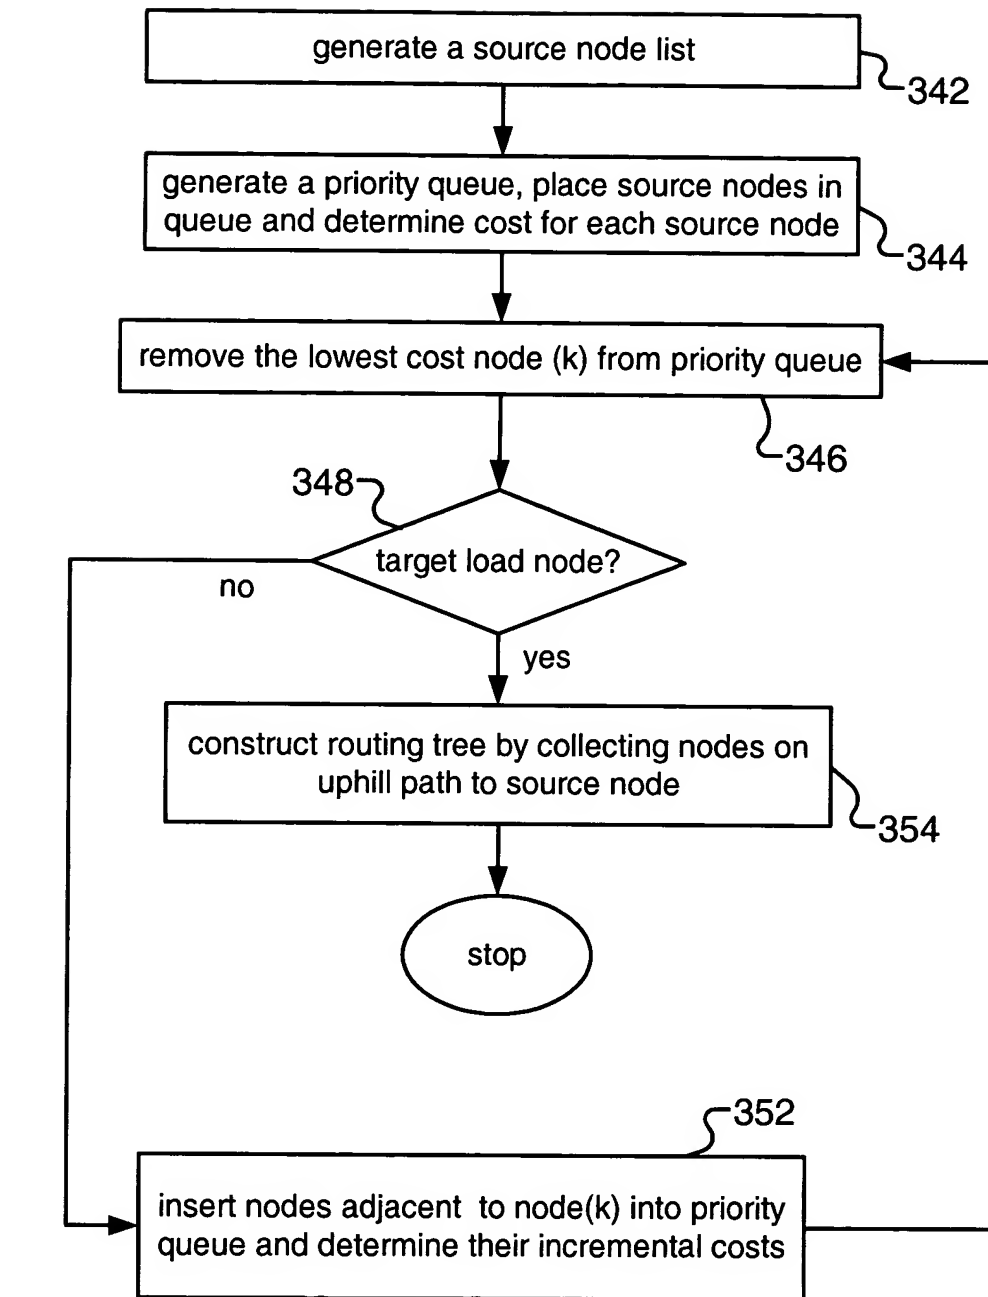 generate a source node list
342
generate a priority queue, place source nodes in
queue and determine cost for each source node
344
remove the lowest cost node (k) from priority queue
346
348
target load node?
no
yes
construct routing tree by collecting nodes on
uphill path to source node
354
stop
352
insert nodes adjacent to node(k) into priority
queue and determine their incremental costs